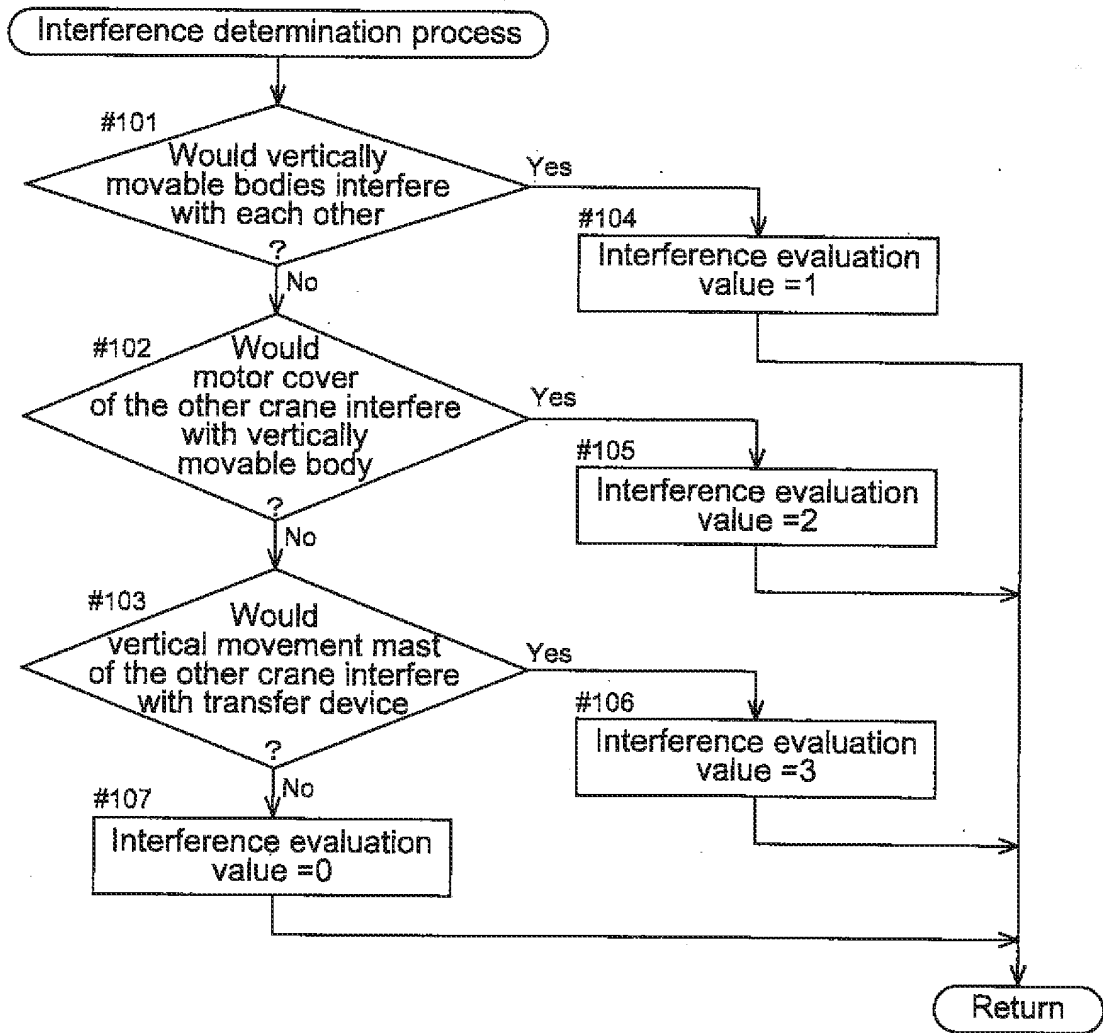 Interference determination process
#101
Would vertically
movable bodies interfere
with each other
?
Yes
No
#104
Interference evaluation
value =1
#102
Would
motor cover
of the other crane interfere
with vertically
movable body
?
Yes
No
#105
Interference evaluation
value =2
#103
Would
vertical movement mast
of the other crane interfere
with transfer device
?
Yes
No
#106
Interference evaluation
value =3
#107
Interference evaluation
value =0
Return